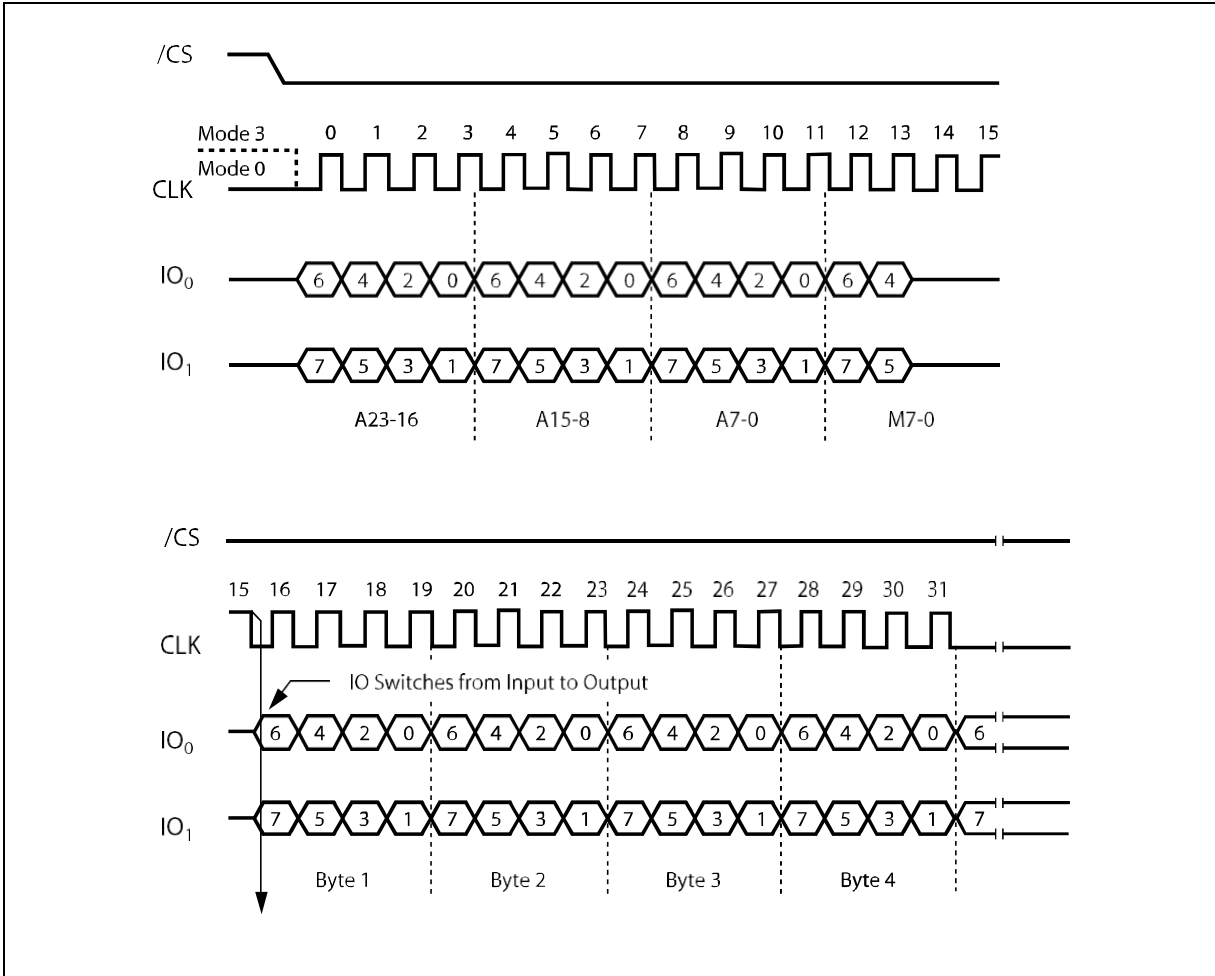 /CS
Mode 3 0 1 2 3 4 5 6 7 8 9 10 11 12 13 14 15
Mode 0
CLK
IO0 6 4 2 0 6 4 2 0 6 4 2 0 6 4
IO1 7 5 3 1 7 5 3 1 7 5 3 1 7 5
A23-16 A15-8 A7-0 M7-0
/CS
15 16 17 18 19 20 21 22 23 24 25 26 27 28 29 30 31
CLK
IO Switches from Input to Output
IO0 6 4 2 0 6 4 2 0 6 4 2 0 6 4 2 0 6
IO1 7 5 3 1 7 5 3 1 7 5 3 1 7 5 3 1 7
Byte 1 Byte 2 Byte 3 Byte 4